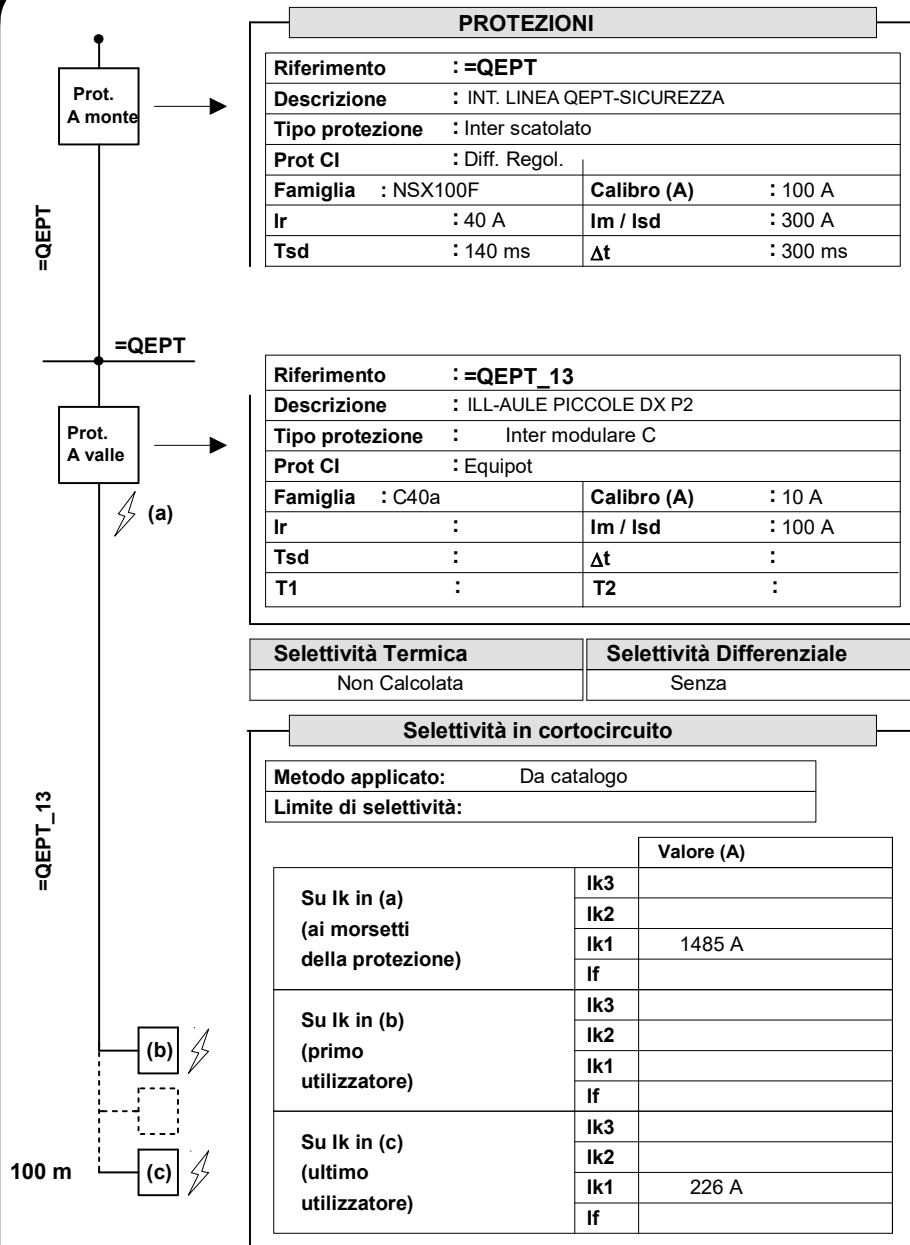 PROTEZIONI
Prot.
A monte
Riferimento : =QEPT
Descrizione : INT. LINEA QEPT-SICUREZZA
Tipo protezione : Inter scatolato
Prot CI : Diff. Regol.
Famiglia : NSX100F Calibro (A) : 100 A
Ir : 40 A Im / Isd : 300 A
Tsd : 140 ms Δt : 300 ms
=QEPT
=QEPT
Prot.
A valle
(a)
Riferimento : =QEPT_13
Descrizione : ILL-AULE PICCOLE DX P2
Tipo protezione : Inter modulare C
Prot CI : Equipot
Famiglia : C40a Calibro (A) : 10 A
Ir : Im / Isd : 100 A
Tsd : Δt :
T1 : T2 :
Selettività Termica Selettività Differenziale
Non Calcolata Senza
Selettività in cortocircuito
Metodo applicato: Da catalogo
Limite di selettività:
=QEPT_13
Valore (A)
Su Ik in (a)
(ai morsetti
della protezione)
Ik3
Ik2
Ik1 1485 A
If
Su Ik in (b)
(primo
utilizzatore)
Ik3
Ik2
Ik1
If
Su Ik in (c)
(ultimo
utilizzatore)
Ik3
Ik2
Ik1 226 A
If
(b)
100 m (c)